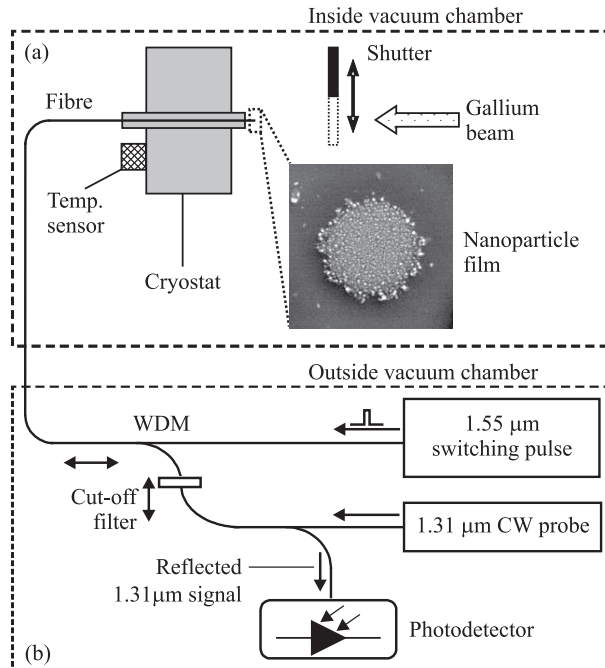 Inside vacuum chamber
(a)
Shutter
Fibre
Gallium
beam
Temp.
sensor
Nanoparticle
film
Cryostat
Outside vacuum chamber
WDM
1.55 μm
switching pulse
Cut-off
filter
1.31 μm CW probe
Reflected
1.31μm signal
Photodetector
(b)